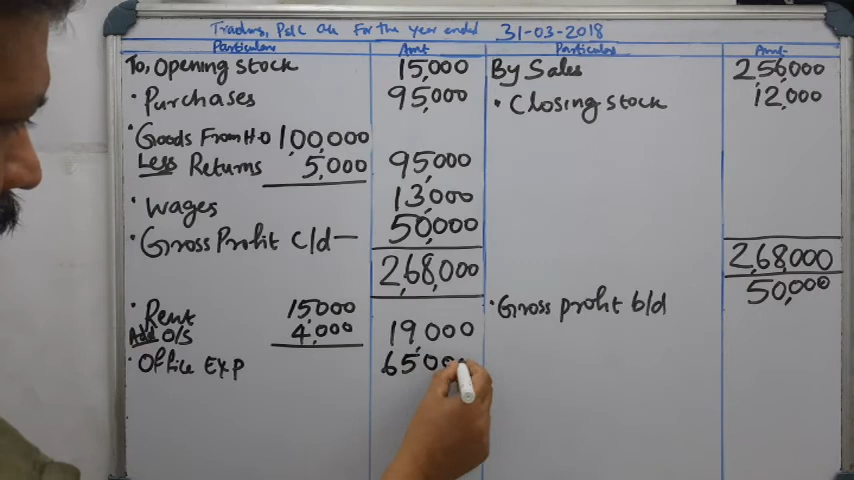 Trading, P&L A/c For the year ended 31-03-2018
Particulars Amt Particulars Amt
To, Opening stock 15,000 By Sales 2,56,000
· Purchases 95,000 · Closing stock 12,000
· Goods From H.O 1,00,000
Less Returns 5,000 95,000
· Wages 13,000
· Gross Profit c/d — 50,000
2,68,000 2,68,000
· Gross profit b/d 50,000
· Rent 15000
Add O/S 4,000 19,000
· Office Exp